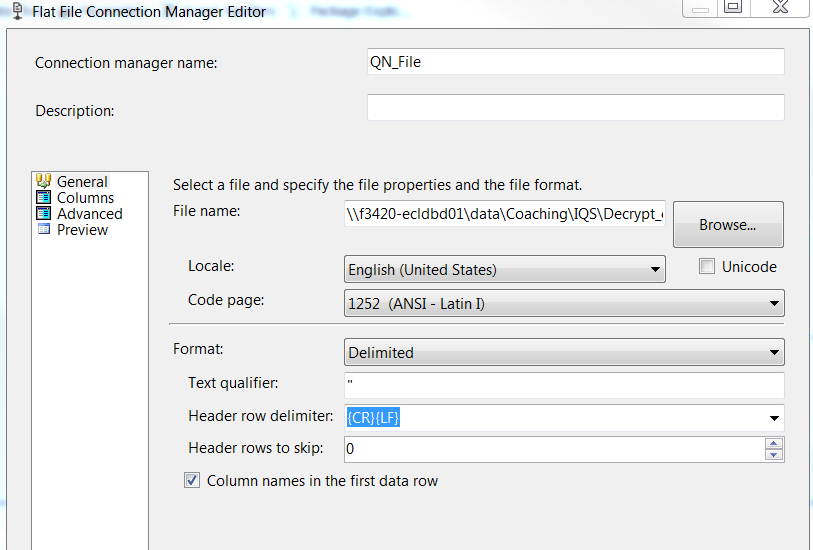 Flat File Connection Manager Editor
Connection manager name: QN_File
Description:
General
Columns
Advanced
Preview
Select a file and specify the file properties and the file format.
File name: \\f3420-ecldbd01\data\Coaching\IQS\Decrypt_ Browse...
Locale: English (United States) Unicode
Code page: 1252 (ANSI - Latin I)
Format: Delimited
Text qualifier: "
Header row delimiter: {CR}{LF}
Header rows to skip: 0
Column names in the first data row